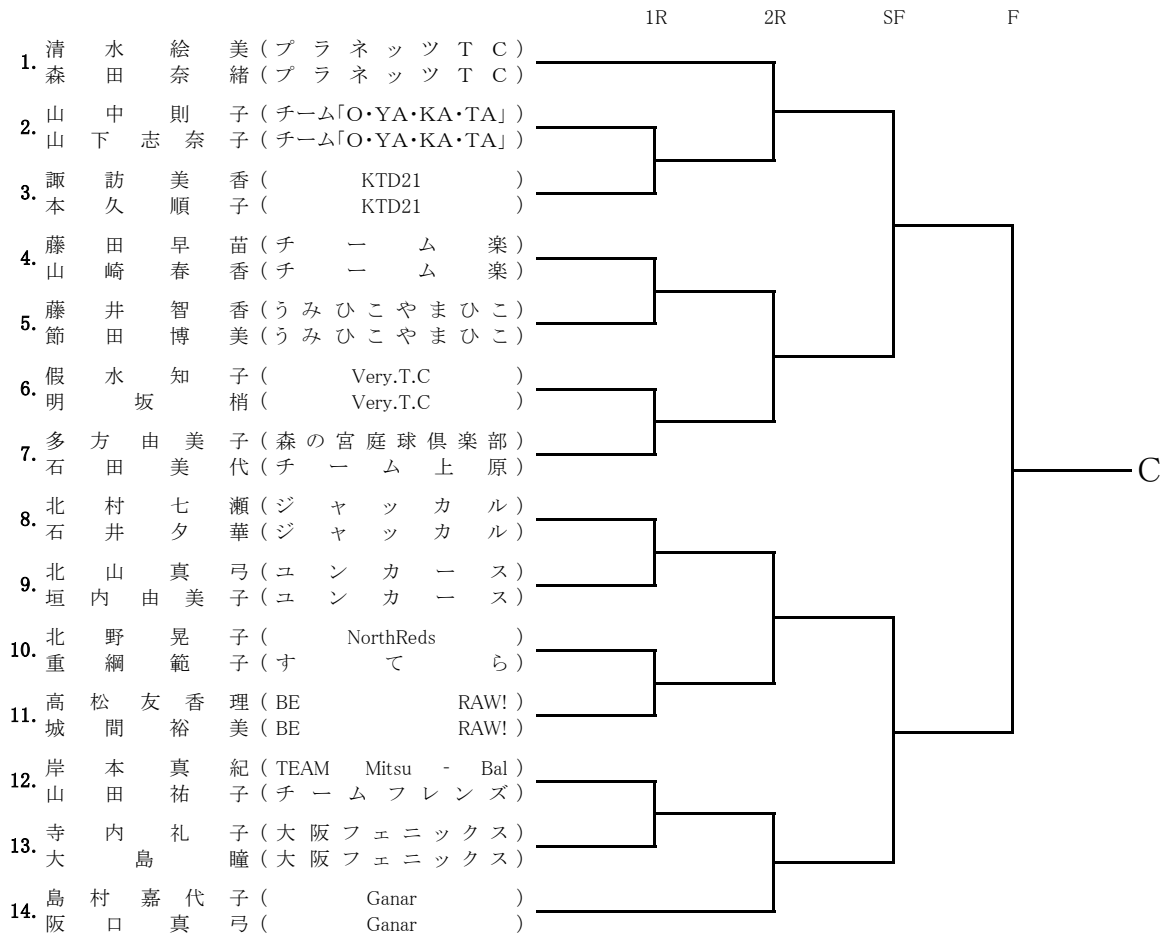 1R 2R SF F
1. 清水絵美(プラネッツTC)
森田奈緒(プラネッツTC)
2. 山中則子(チーム「O・YA・KA・TA」)
山下志奈子(チーム「O・YA・KA・TA」)
3. 諏訪美香(KTD21)
本久順子(KTD21)
4. 藤田早苗(チーム楽)
山崎春香(チーム楽)
5. 藤井智香(うみひこやまひこ)
節田博美(うみひこやまひこ)
6. 假水知子(Very.T.C)
明坂梢(Very.T.C)
7. 多方由美子(森の宮庭球倶楽部)
石田美代(チーム上原)
C
8. 北村七瀬(ジャッカル)
石井夕華(ジャッカル)
9. 北山真弓(ユンカース)
垣内由美子(ユンカース)
10. 北野晃子(NorthReds)
重綱範子(すてら)
11. 高松友香理(BE RAW!)
城間裕美(BE RAW!)
12. 岸本真紀(TEAM Mitsu - Bal)
山田祐子(チームフレンズ)
13. 寺内礼子(大阪フェニックス)
大島瞳(大阪フェニックス)
14. 島村嘉代子(Ganar)
阪口真弓(Ganar)